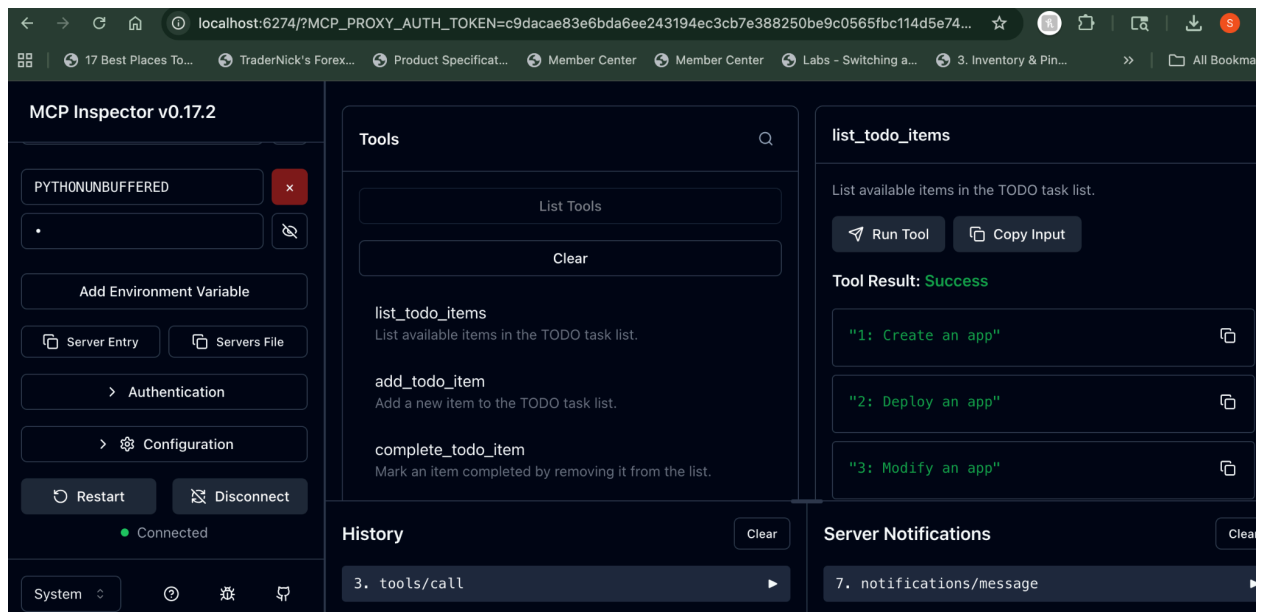 localhost:6274/?MCP_PROXY_AUTH_TOKEN=c9dacae83e6bda6ee243194ec3cb7e388250be9c0565fbc114d5e74...
S
17 Best Places To...
TraderNick's Forex...
Product Specificat...
Member Center
Member Center
Labs - Switching a...
3. Inventory & Pin...
»
All Bookma
MCP Inspector v0.17.2
PYTHONUNBUFFERED
×
•
Add Environment Variable
Server Entry
Servers File
Authentication
Configuration
Restart
Disconnect
Connected
System
Tools
List Tools
Clear
list_todo_items
List available items in the TODO task list.
add_todo_item
Add a new item to the TODO task list.
complete_todo_item
Mark an item completed by removing it from the list.
list_todo_items
List available items in the TODO task list.
Run Tool
Copy Input
Tool Result: Success
"1: Create an app"
"2: Deploy an app"
"3: Modify an app"
History
Clear
3. tools/call
Server Notifications
Clea
7. notifications/message